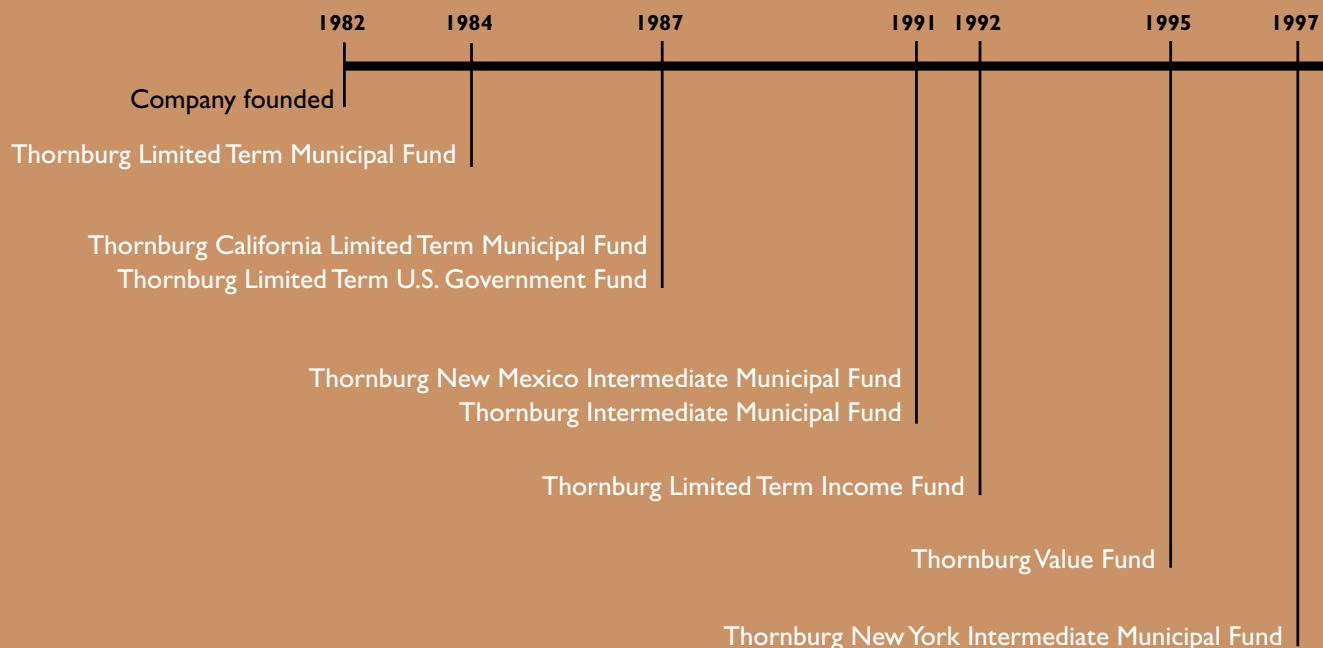 1982 1984 1987 1991 1992 1995 1997
Company founded
Thornburg Limited Term Municipal Fund
Thornburg California Limited Term Municipal Fund
Thornburg Limited Term U.S. Government Fund
Thornburg New Mexico Intermediate Municipal Fund
Thornburg Intermediate Municipal Fund
Thornburg Limited Term Income Fund
Thornburg Value Fund
Thornburg New York Intermediate Municipal Fund